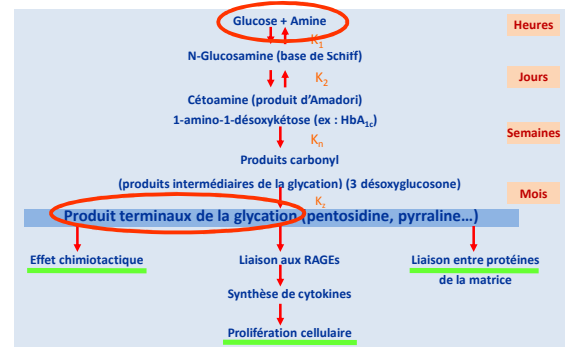 Glucose + Amine
Heures
K1
N-Glucosamine (base de Schiff)
K2
Jours
Cétoamine (produit d'Amadori)
1-amino-1-désoxykétose (ex : HbA1c)
Kn
Semaines
Produits carbonyl
(produits intermédiaires de la glycation) (3 désoxyglucosone)
Kz
Mois
Produit terminaux de la glycation (pentosidine, pyrraline…)
Effet chimiotactique
Liaison aux RAGEs
Liaison entre protéines
de la matrice
Synthèse de cytokines
Prolifération cellulaire